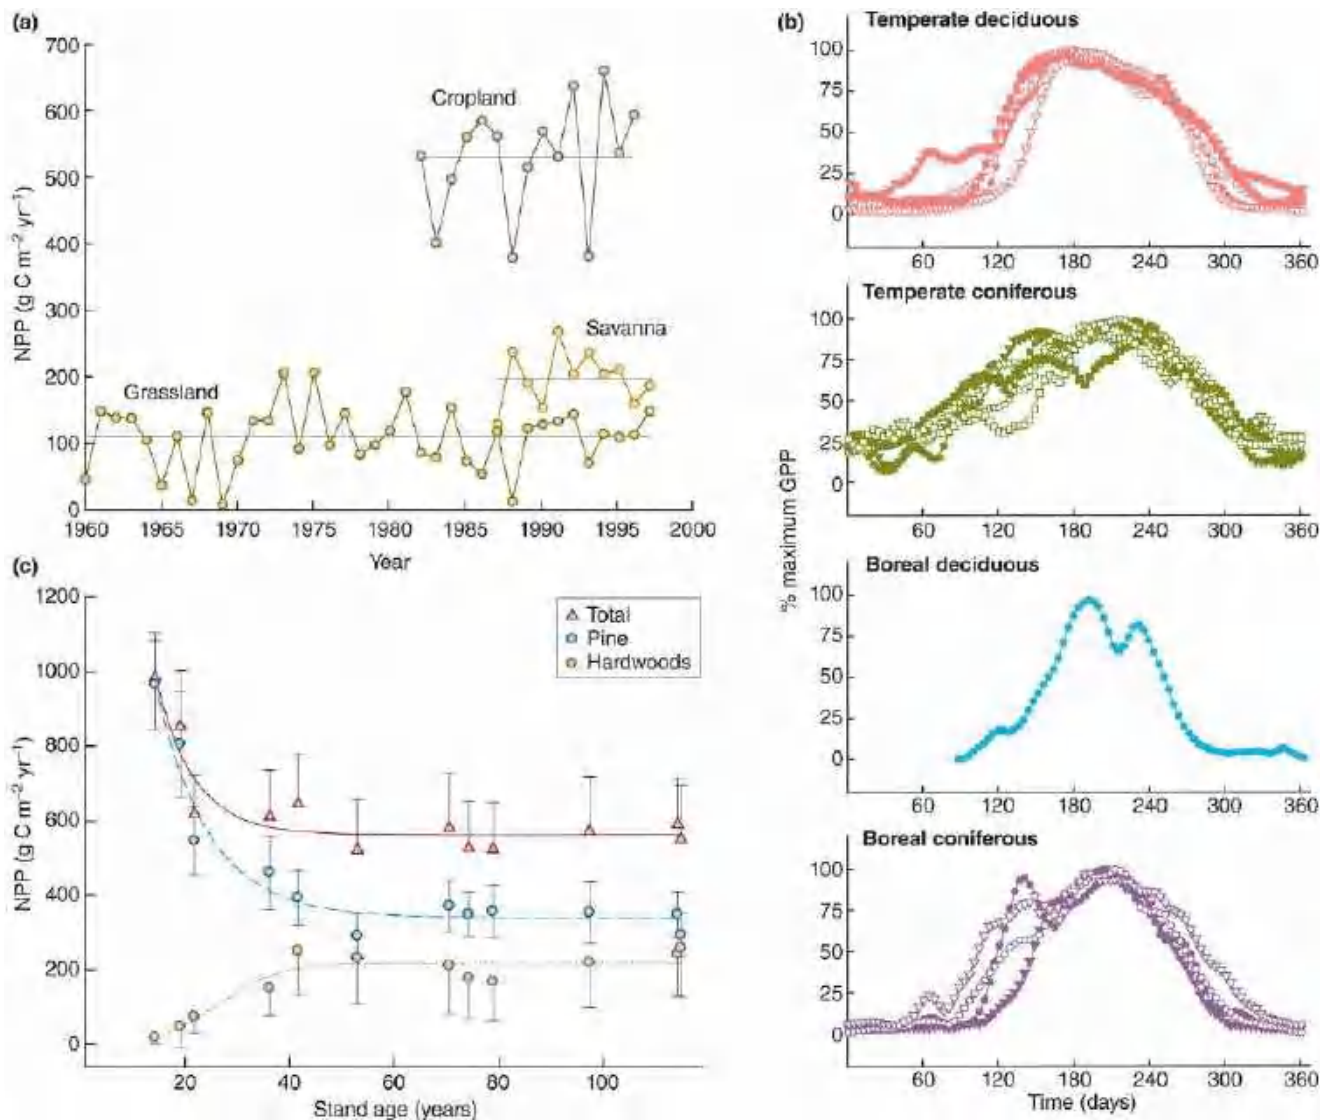 (a)
700
600
500
400
300
200
100
0
NPP (g C m⁻² yr⁻¹)
Cropland
Savanna
Grassland
1960 1965 1970 1975 1980 1985 1990 1995 2000
Year
(b)
Temperate deciduous
100
75
50
25
0
60 120 180 240 300 360
Temperate coniferous
100
75
50
25
0
60 120 180 240 300 360
% maximum GPP
Boreal deciduous
100
75
50
25
0
60 120 180 240 300 360
Boreal coniferous
100
75
50
25
0
60 120 180 240 300 360
Time (days)
(c)
1200
1000
800
600
400
200
0
NPP (g C m⁻² yr⁻¹)
Total
Pine
Hardwoods
20 40 60 80 100
Stand age (years)